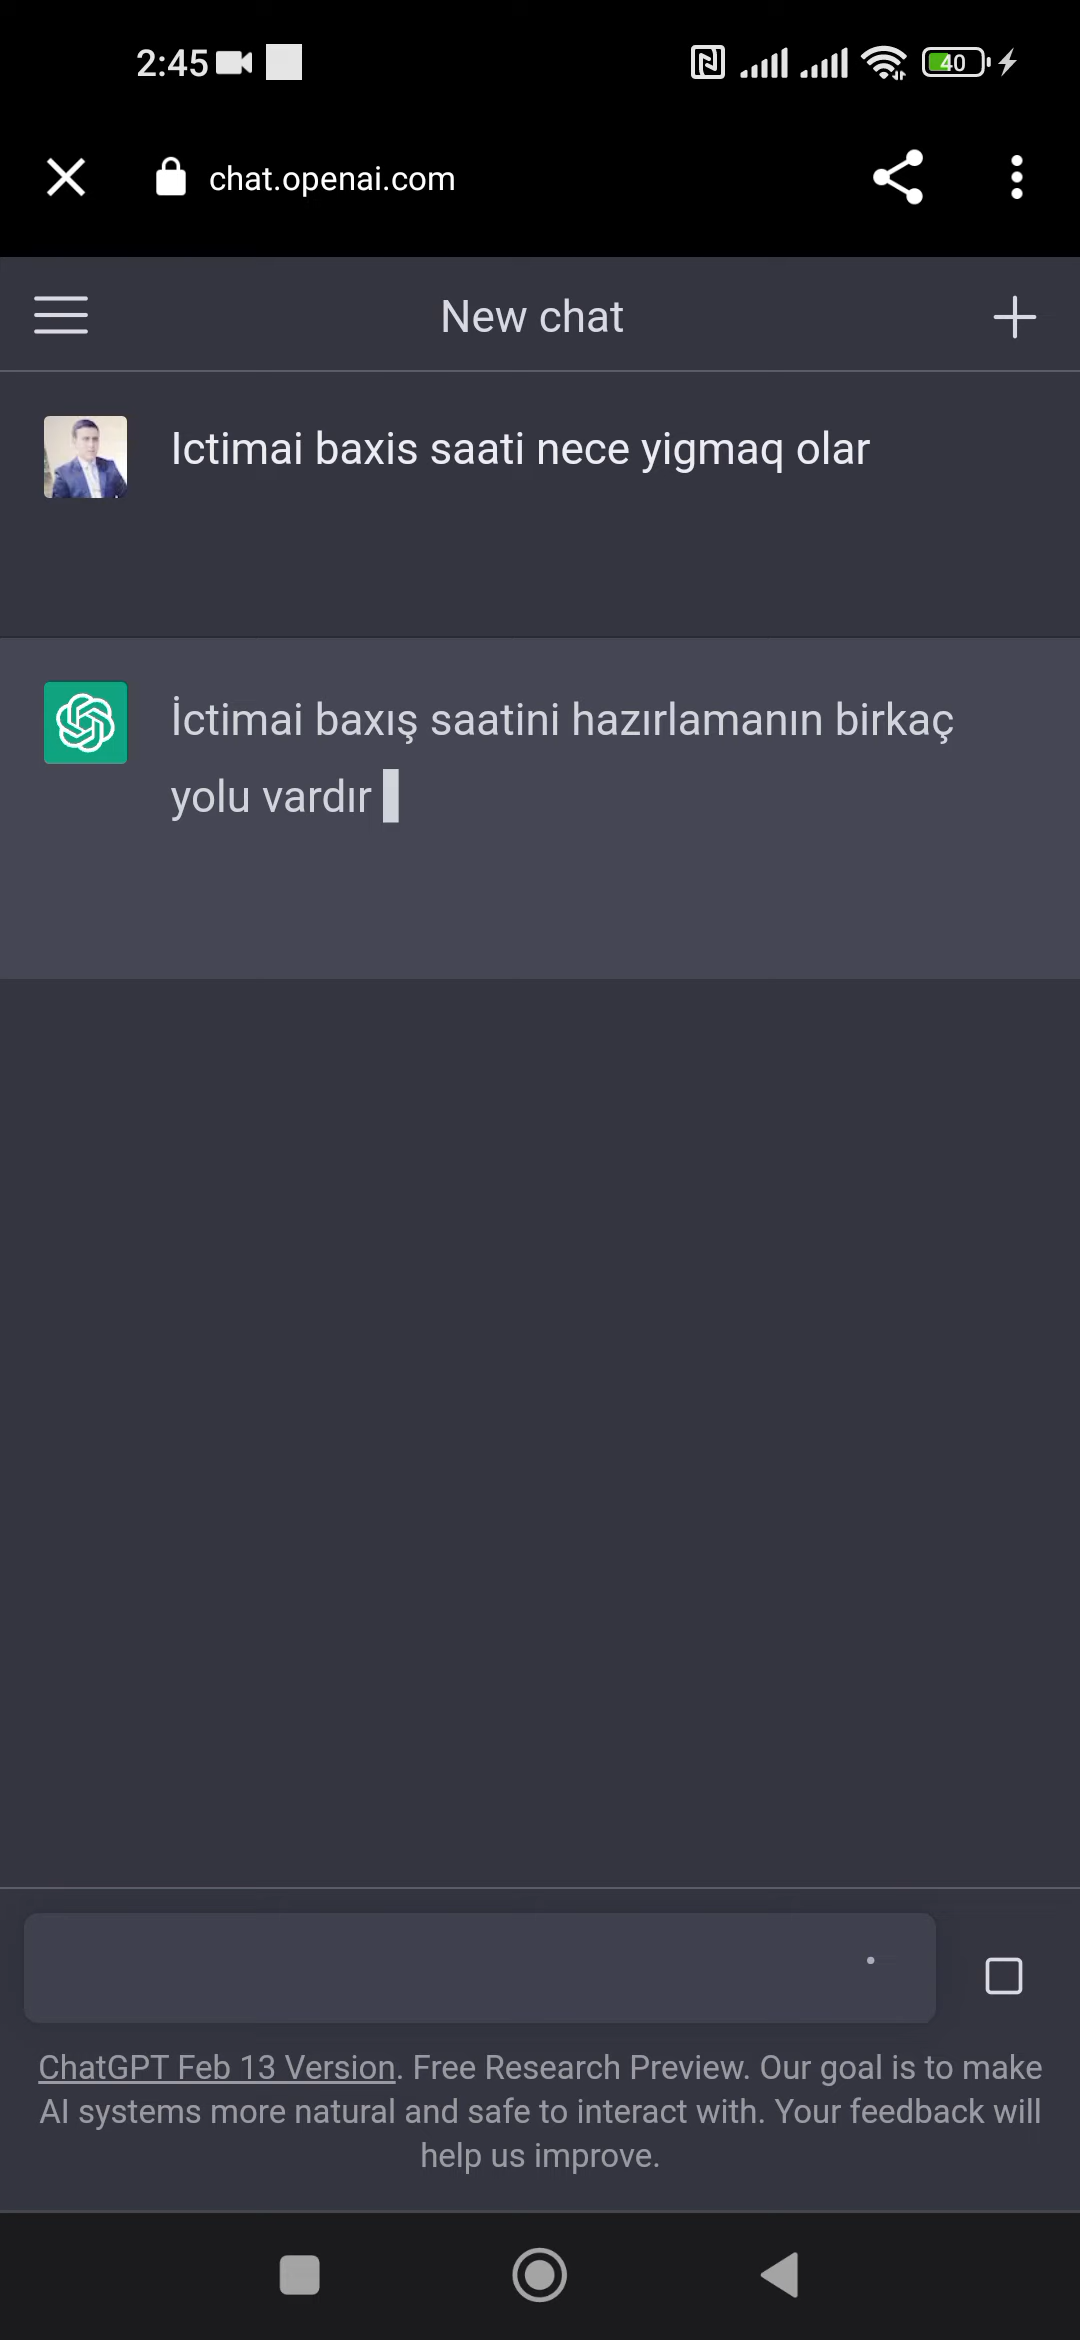 2:45
40
chat.openai.com
New chat
Ictimai baxis saati nece yigmaq olar
İctimai baxış saatini hazırlamanın birkaç
yolu vardır
ChatGPT Feb 13 Version. Free Research Preview. Our goal is to make
AI systems more natural and safe to interact with. Your feedback will
help us improve.